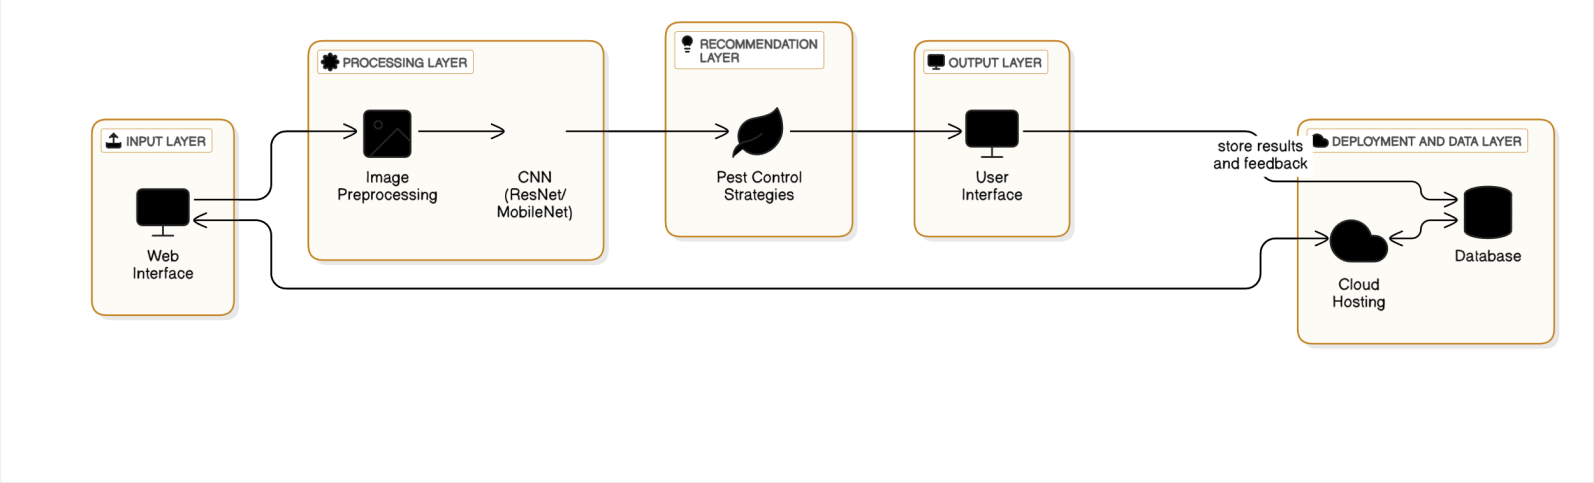 INPUT LAYER
Web
Interface
PROCESSING LAYER
Image
Preprocessing
CNN
(ResNet/
MobileNet)
RECOMMENDATION
LAYER
Pest Control
Strategies
OUTPUT LAYER
User
Interface
store results
and feedback
DEPLOYMENT AND DATA LAYER
Cloud
Hosting
Database